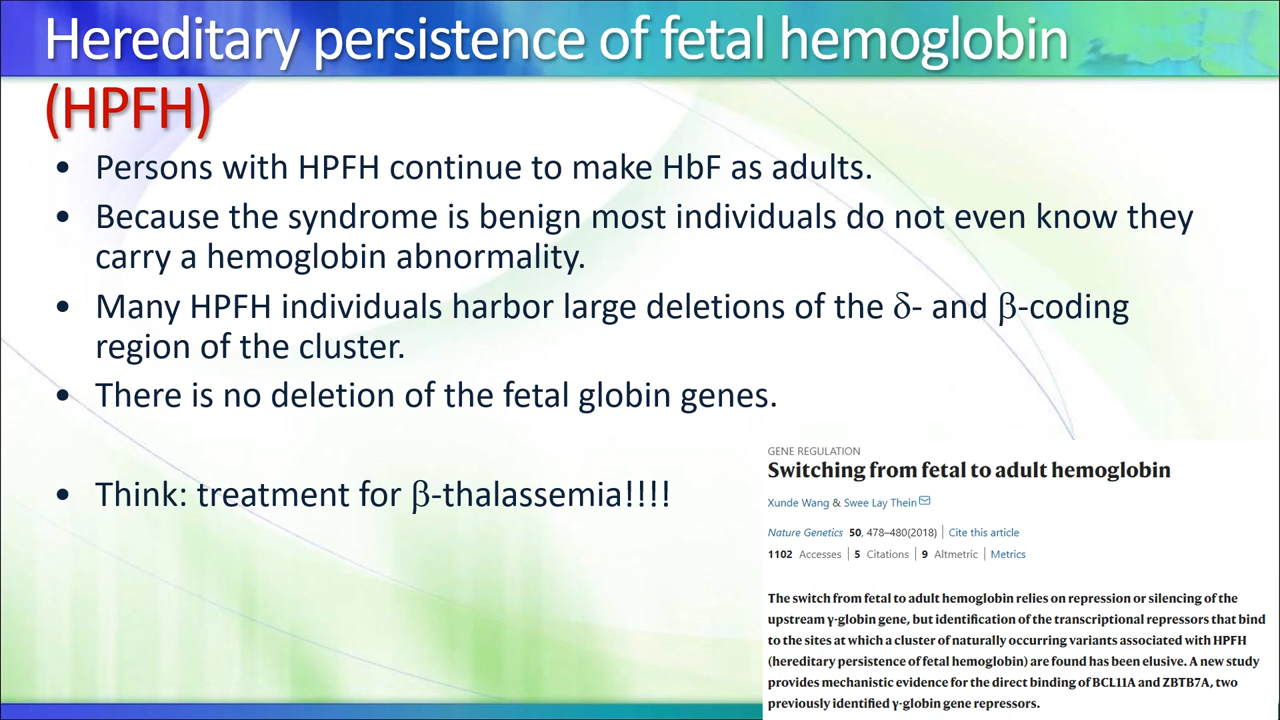 Hereditary persistence of fetal hemoglobin
(HPFH)
• Persons with HPFH continue to make HbF as adults.
• Because the syndrome is benign most individuals do not even know they
carry a hemoglobin abnormality.
• Many HPFH individuals harbor large deletions of the δ- and β-coding
region of the cluster.
• There is no deletion of the fetal globin genes.
• Think: treatment for β-thalassemia!!!!
GENE REGULATION
Switching from fetal to adult hemoglobin
Xunde Wang & Swee Lay Thein
Nature Genetics 50, 478–480(2018) | Cite this article
1102 Accesses | 5 Citations | 9 Altmetric | Metrics
The switch from fetal to adult hemoglobin relies on repression or silencing of the
upstream γ-globin gene, but identification of the transcriptional repressors that bind
to the sites at which a cluster of naturally occurring variants associated with HPFH
(hereditary persistence of fetal hemoglobin) are found has been elusive. A new study
provides mechanistic evidence for the direct binding of BCL11A and ZBTB7A, two
previously identified γ-globin gene repressors.